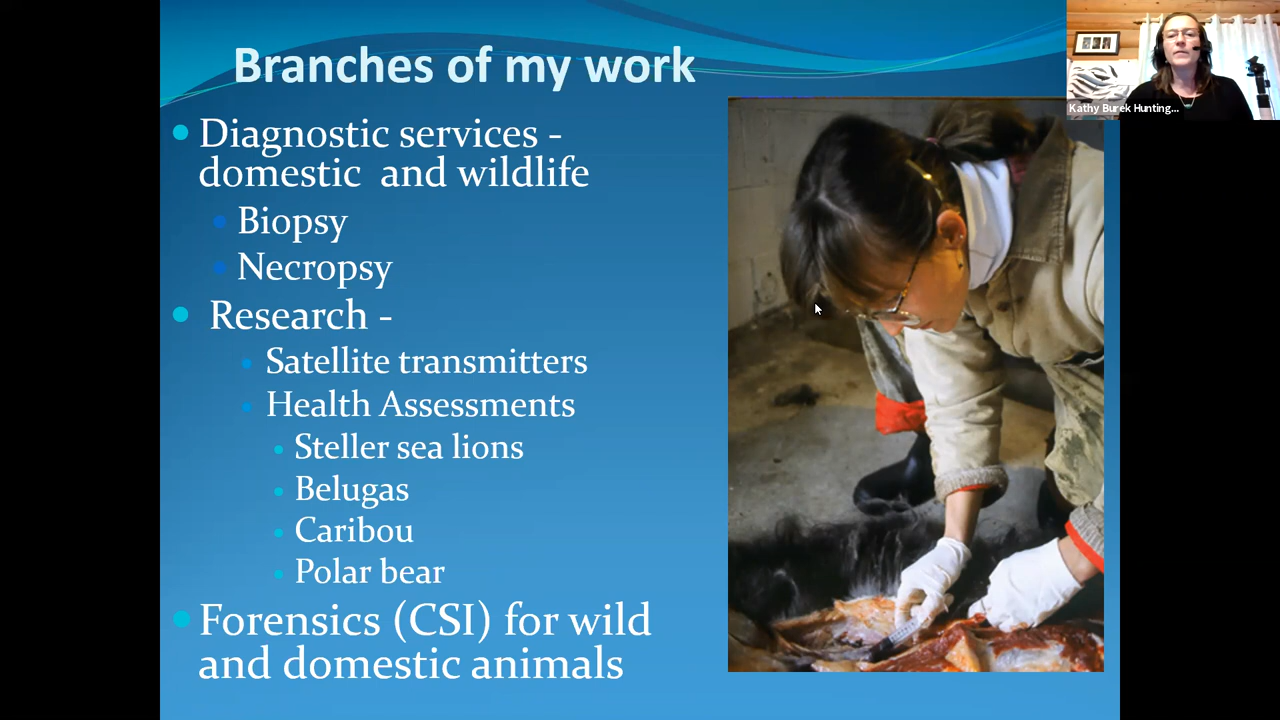 Branches of my work
Kathy Burek Hunting...
Diagnostic services -
domestic and wildlife
Biopsy
Necropsy
Research -
Satellite transmitters
Health Assessments
Steller sea lions
Belugas
Caribou
Polar bear
Forensics (CSI) for wild
and domestic animals